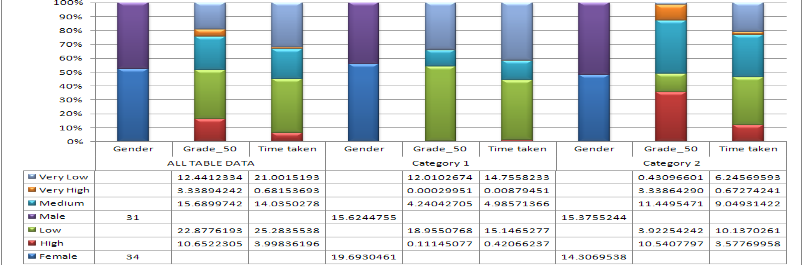 100%
90%
80%
70%
60%
50%
40%
30%
20%
10%
0%
Gender Grade_50 Time taken Gender Grade_50 Time taken Gender Grade_50 Time taken
ALL TABLE DATA Category 1 Category 2
Very Low 12.4412334 21.0015193 12.0102674 14.7558233 0.43096601 6.24569593
Very High 3.33894242 0.68153693 0.00029951 0.00879451 3.33864290 0.67274241
Medium 15.6899742 14.0350278 4.24042705 4.98571366 11.4495471 9.04931422
Male 31 15.6244755 15.3755244
Low 22.8776193 25.2835538 18.9550768 15.1465277 3.92254242 10.1370261
High 10.6522305 3.99836196 0.11145077 0.42066237 10.5407797 3.57769958
Female 34 19.6930461 14.3069538